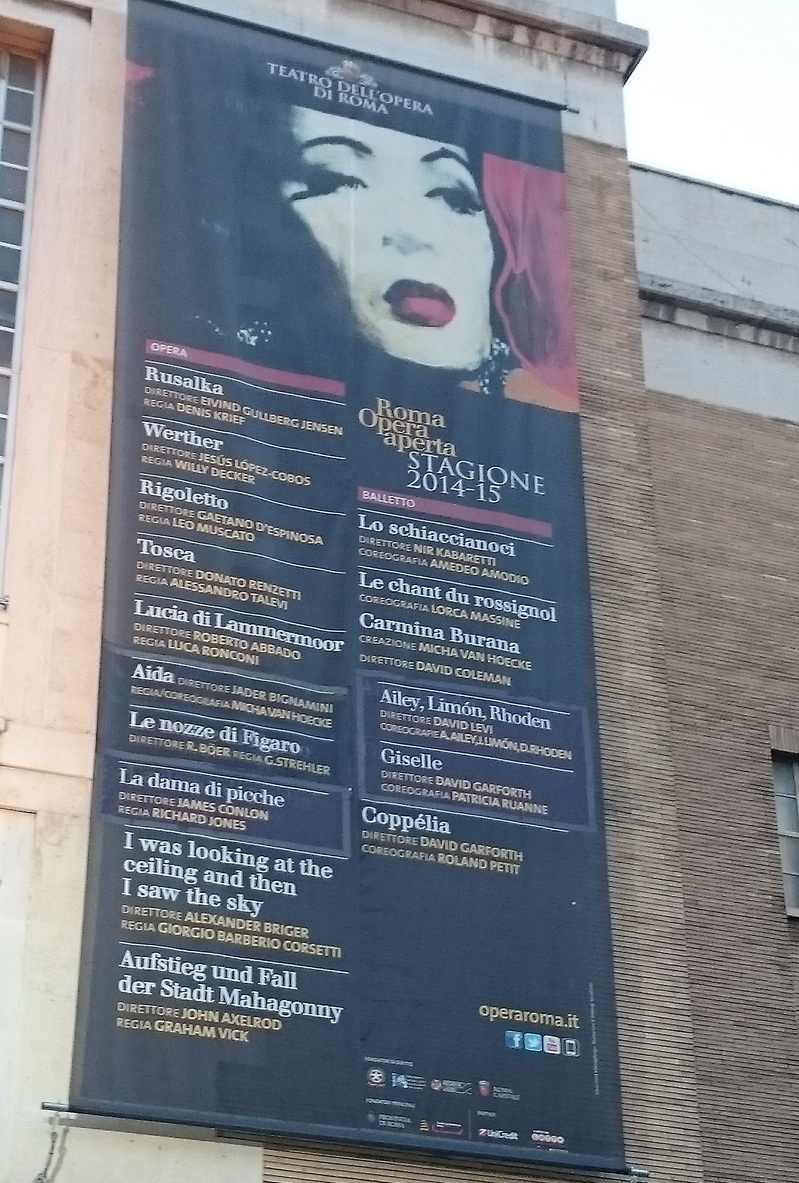 TEATRO DELL'OPERA
DI ROMA
OPERA
Rusalka
DIRETTORE EIVIND GULLBERG JENSEN
REGIA DENIS KRIEF
Werther
DIRETTORE JESÚS LÓPEZ-COBOS
REGIA WILLY DECKER
Rigoletto
DIRETTORE GAETANO D'ESPINOSA
REGIA LEO MUSCATO
Tosca
DIRETTORE DONATO RENZETTI
REGIA ALESSANDRO TALEVI
Lucia di Lammermoor
DIRETTORE ROBERTO ABBADO
REGIA LUCA RONCONI
Aida DIRETTORE JADER BIGNAMINI
REGIA/COREOGRAFIA MICHA VAN HOECKE
Le nozze di Figaro
DIRETTORE R. BÖER REGIA G. STREHLER
La dama di picche
DIRETTORE JAMES CONLON
REGIA RICHARD JONES
I was looking at the
ceiling and then
I saw the sky
DIRETTORE ALEXANDER BRIGER
REGIA GIORGIO BARBERIO CORSETTI
Aufstieg und Fall
der Stadt Mahagonny
DIRETTORE JOHN AXELROD
REGIA GRAHAM VICK
Roma
Opera
aperta
STAGIONE
2014-15
BALLETTO
Lo schiaccianoci
DIRETTORE NIR KABARETTI
COREOGRAFIA AMEDEO AMODIO
Le chant du rossignol
COREOGRAFIA LORCA MASSINE
Carmina Burana
CREAZIONE MICHA VAN HOECKE
DIRETTORE DAVID COLEMAN
Ailey, Limón, Rhoden
DIRETTORE DAVID LEVI
COREOGRAFIE A.AILEY,J.LIMÓN,D.RHODEN
Giselle
DIRETTORE DAVID GARFORTH
COREOGRAFIA PATRICIA RUANNE
Coppélia
DIRETTORE DAVID GARFORTH
COREOGRAFIA ROLAND PETIT
operaroma.it
ROMA
CAPITALE
PROVINCIA
DI ROMA
UniCredit